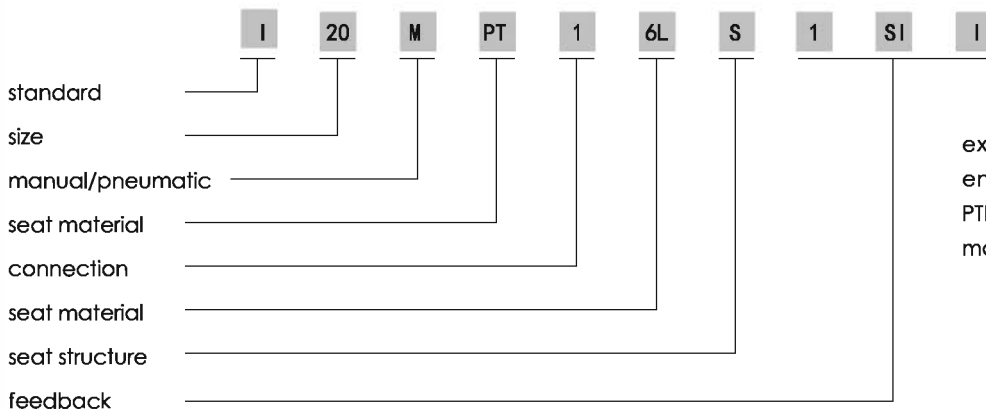 I 20 M PT 1 6L S 1 SI I
standard
size
manual/pneumatic
seat material
connection
seat material
seat structure
feedback